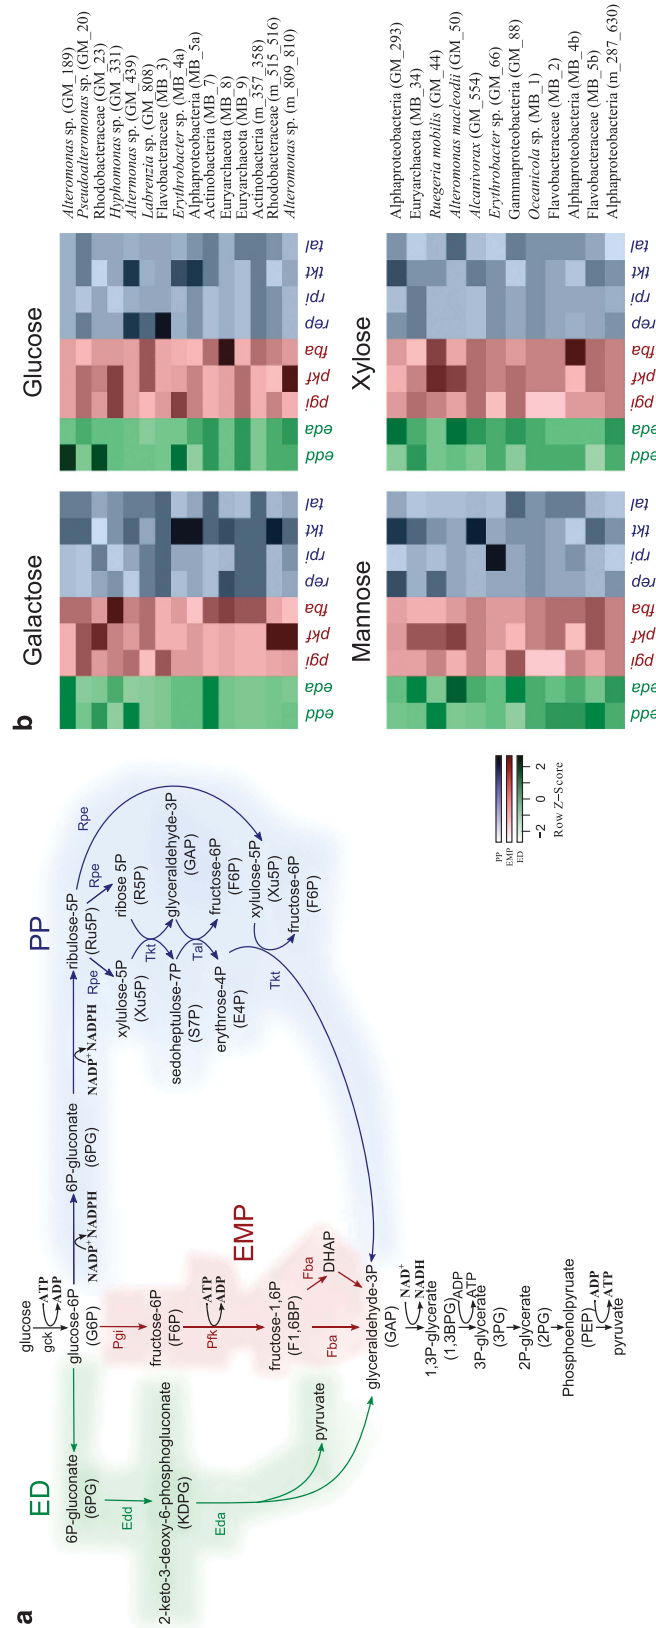 a
ED
EMP
PP
glucose
gck
ATP
ADP
glucose-6P
(G6P)
6P-gluconate
(6PG)
Edd
2-keto-3-deoxy-6-phosphogluconate
(KDPG)
Eda
pyruvate
Pgi
fructose-6P
(F6P)
Pfk
ATP
ADP
fructose-1,6P
(F1,6BP)
Fba
Fba
DHAP
glyceraldehyde-3P
(GAP)
NAD+
NADH
1,3P-glycerate
(1,3BPG)
ADP
ATP
3P-glycerate
(3PG)
2P-glycerate
(2PG)
Phosphoenolpyruate
(PEP)
ADP
ATP
pyruvate
NADP+ NADPH
6P-gluconate
(6PG)
NADP+ NADPH
ribulose-5P
(Ru5P)
Rpe
Rpe
Rpe
xylulose-5P
(Xu5P)
ribose 5P
(R5P)
Tkt
sedoheptulose-7P
(S7P)
glyceraldehyde-3P
(GAP)
Tal
erythrose-4P
(E4P)
fructose-6P
(F6P)
xylulose-5P
(Xu5P)
Tkt
fructose-6P
(F6P)
b
Galactose
edd eda pgi pkf fba rep rpi tkt tal
Glucose
edd eda pgi pkf fba rep rpi tkt tal
Alteromonas sp. (GM_189)
Pseudoalteromonas sp. (GM_20)
Rhodobacteraceae (GM_23)
Hyphomonas sp. (GM_331)
Altermonas sp. (GM_439)
Labrenzia sp. (GM_808)
Flavobacteraceae (MB_3)
Erythrobacter sp. (MB_4a)
Alphaproteobacteria (MB_5a)
Actinobacteria (MB_7)
Euryarchaeota (MB_8)
Euryarchaeota (MB_9)
Actinobacteria (m_357_358)
Rhodobacteraceae (m_515_516)
Alteromonas sp. (m_809_810)
Mannose
edd eda pgi pkf fba rep rpi tkt tal
Xylose
edd eda pgi pkf fba rep rpi tkt tal
Alphaproteobacteria (GM_293)
Euryarchaeota (MB_34)
Ruegeria mobilis (GM_44)
Alteromonas macleodii (GM_50)
Alcanivorax (GM_554)
Erythrobacter sp. (GM_66)
Gammaproteobacteria (GM_88)
Oceanicola sp. (MB_1)
Flavobacteraceae (MB_2)
Alphaproteobacteria (MB_4b)
Flavobacteraceae (MB_5b)
Alphaproteobacteria (m_287_630)
PP
EMP
ED
−2 0 2
Row Z−Score